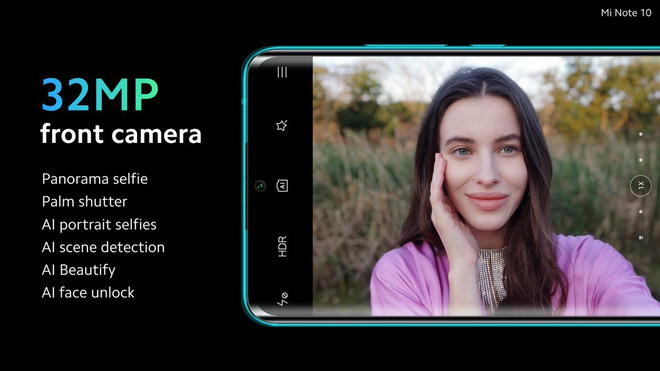 Mi Note 10
32MP
front camera
Panorama selfie
Palm shutter
AI portrait selfies
AI scene detection
AI Beautify
AI face unlock
AI
HDR
1X